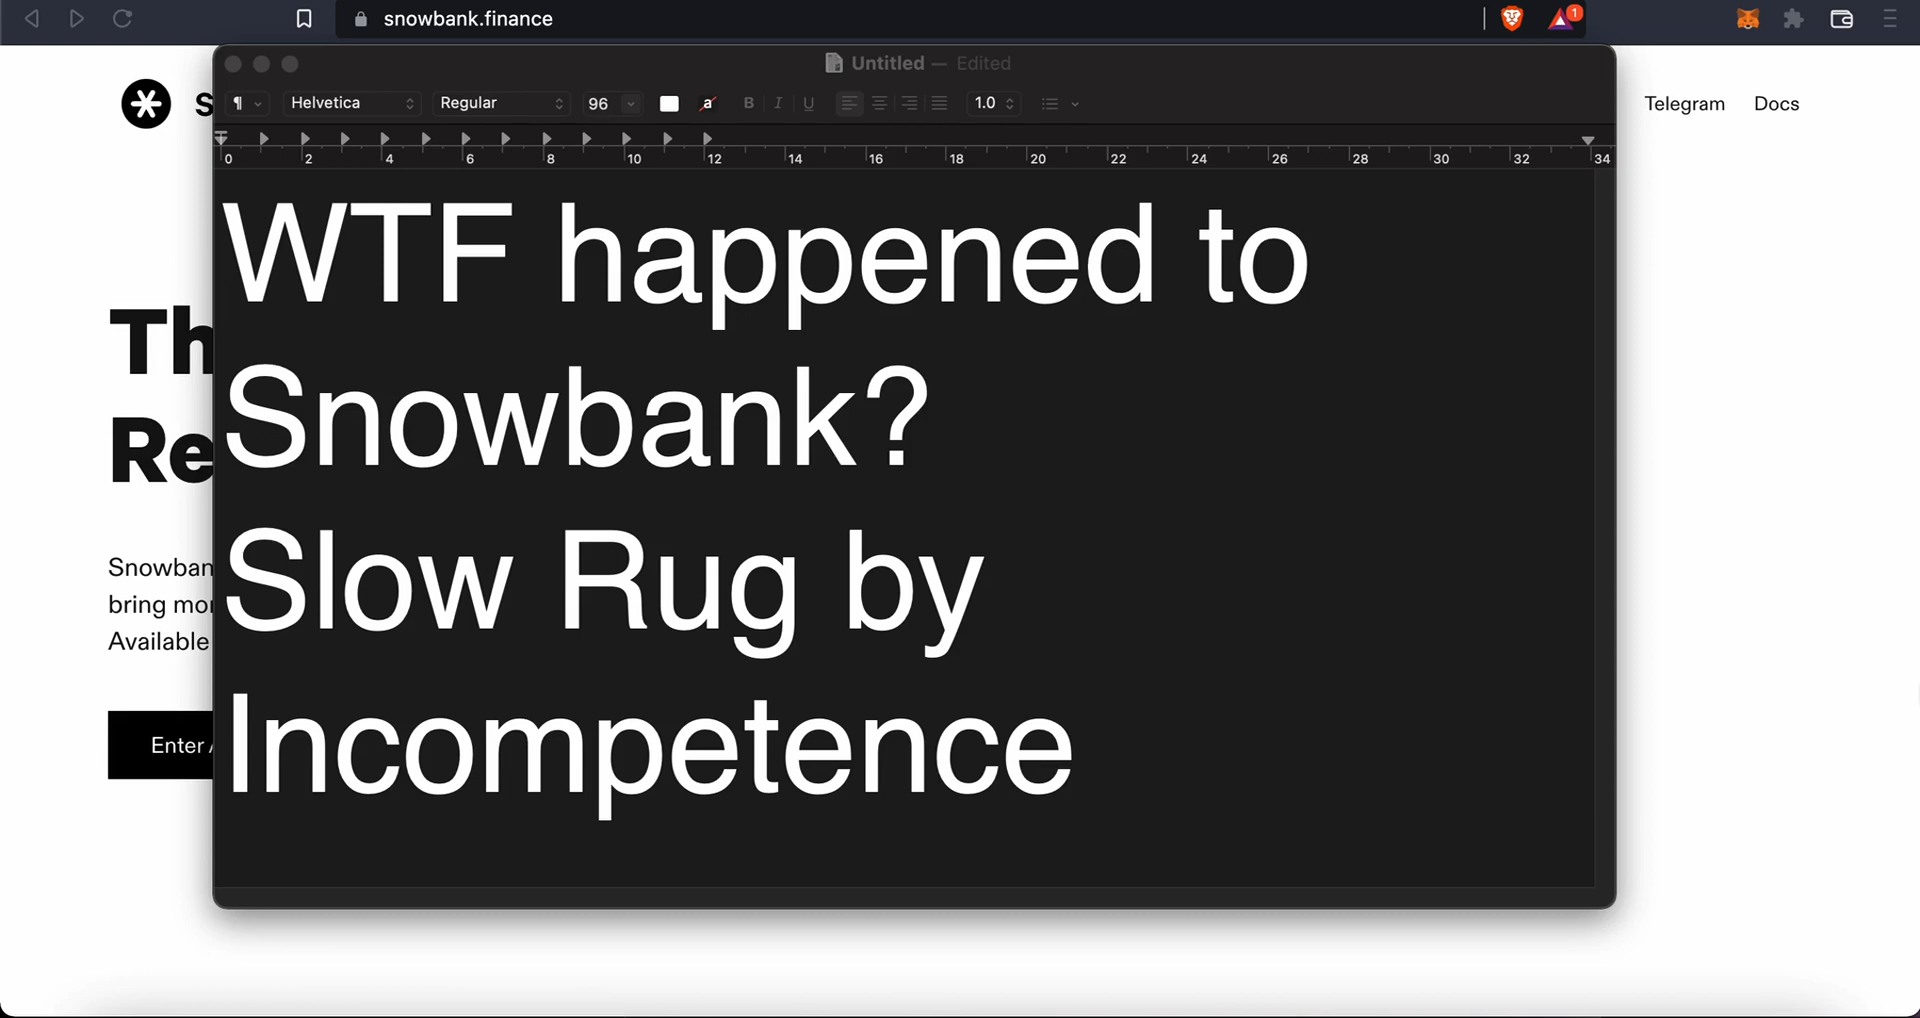 snowbank.finance
1
Untitled — Edited
S
¶
Helvetica
Regular
96
a
B
I
U
1.0
Telegram
Docs
0 2 4 6 8 10 12 14 16 18 20 22 24 26 28 30 32 34
WTF happened to
Snowbank?
Slow Rug by
Incompetence
Th
Re
Snowban
bring mor
Available
Enter A